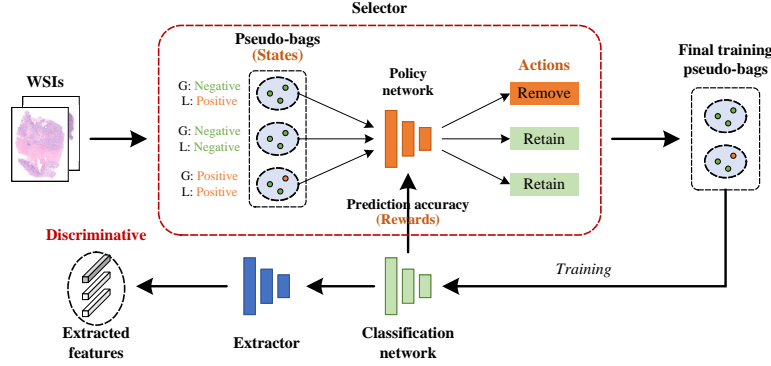 Selector
WSIs
Pseudo-bags
(States)
G: Negative
L: Positive
G: Negative
L: Negative
G: Positive
L: Positive
Policy
network
Actions
Remove
Retain
Retain
Final training
pseudo-bags
Prediction accuracy
(Rewards)
Discriminative
Training
Extracted
features
Extractor
Classification
network